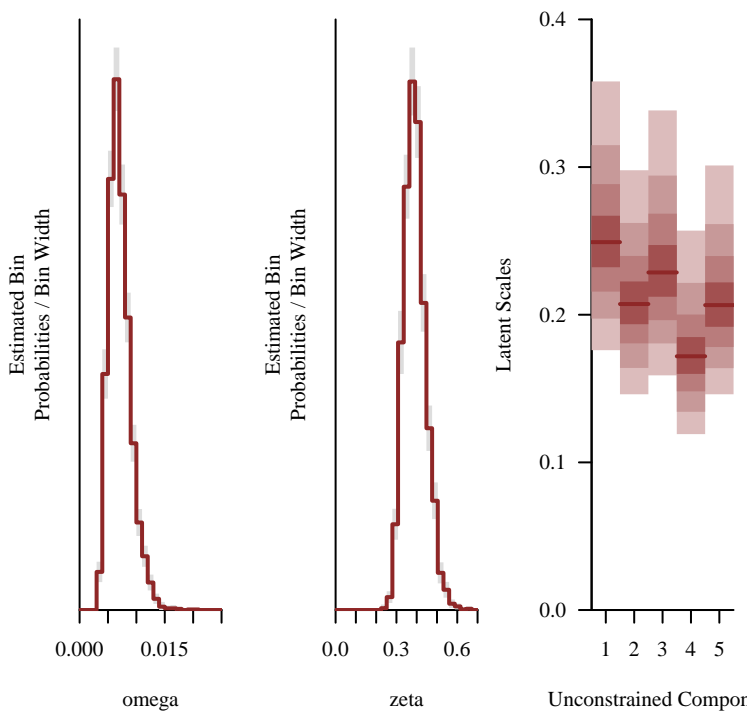 Estimated Bin
Probabilities / Bin Width
0.000 0.015
omega
Estimated Bin
Probabilities / Bin Width
0.0 0.3 0.6
zeta
Latent Scales
0.4
0.3
0.2
0.1
0.0
1 2 3 4 5
Unconstrained Compon